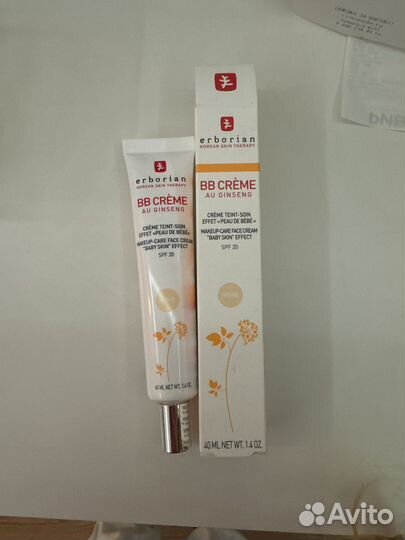 erborian
KOREAN SKIN THERAPY
BB CRÈME
AU GINSENG
CRÈME TEINT-SOIN
EFFET «PEAU DE BÉBÉ»
MAKEUP-CARE FACE CREAM
"BABY SKIN" EFFECT
SPF 20
40 ML NET WT. 1.4 OZ.
erborian
KOREAN SKIN THERAPY
BB CRÈME
AU GINSENG
CRÈME TEINT-SOIN
EFFET «PEAU DE BÉBÉ»
MAKEUP-CARE FACE CREAM
"BABY SKIN" EFFECT
SPF 20
40 ML NET WT. 1.4 OZ.
Avito